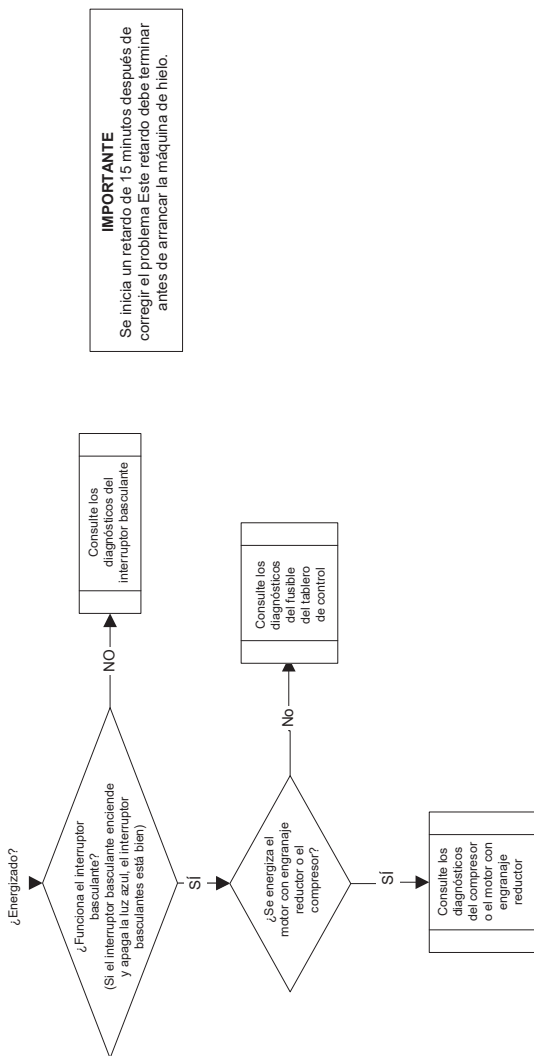 ¿Energizado?
¿Funciona el interruptor
basculante?
(Si el interruptor basculante enciende
y apaga la luz azul, el interruptor
basculantes está bien)
NO
Consulte los
diagnósticos del
interruptor basculante
SÍ
¿Se energiza el
motor con engranaje
reductor o el
compresor?
No
Consulte los
diagnósticos
del fusible
del tablero
de control
SÍ
Consulte los
diagnósticos
del compresor
o el motor con
engranaje
reductor
IMPORTANTE
Se inicia un retardo de 15 minutos después de
corregir el problema Este retardo debe terminar
antes de arrancar la máquina de hielo.